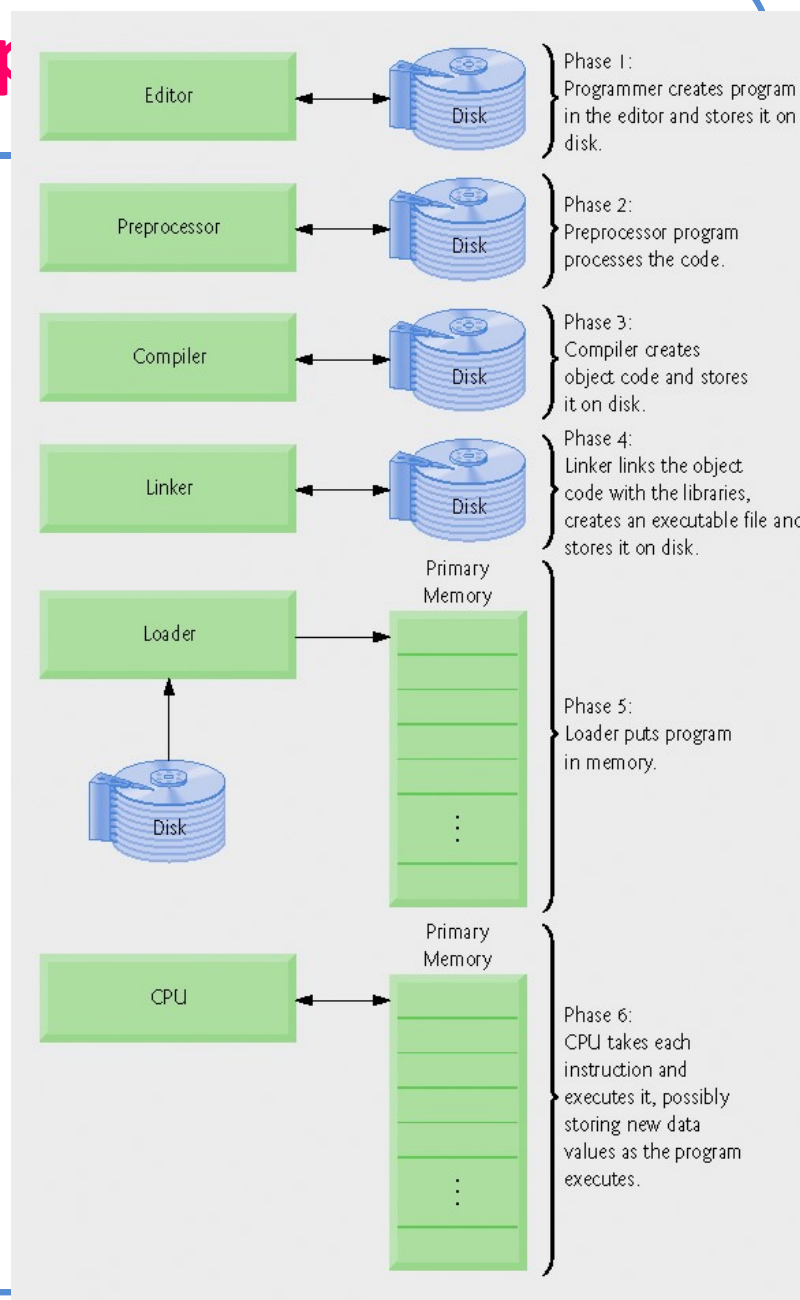 p
Editor
Disk
Phase 1:
Programmer creates program
in the editor and stores it on
disk.
Preprocessor
Disk
Phase 2:
Preprocessor program
processes the code.
Compiler
Disk
Phase 3:
Compiler creates
object code and stores
it on disk.
Linker
Disk
Phase 4:
Linker links the object
code with the libraries,
creates an executable file and
stores it on disk.
Loader
Disk
Primary
Memory
⋮
Phase 5:
Loader puts program
in memory.
CPU
Primary
Memory
⋮
Phase 6:
CPU takes each
instruction and
executes it, possibly
storing new data
values as the program
executes.